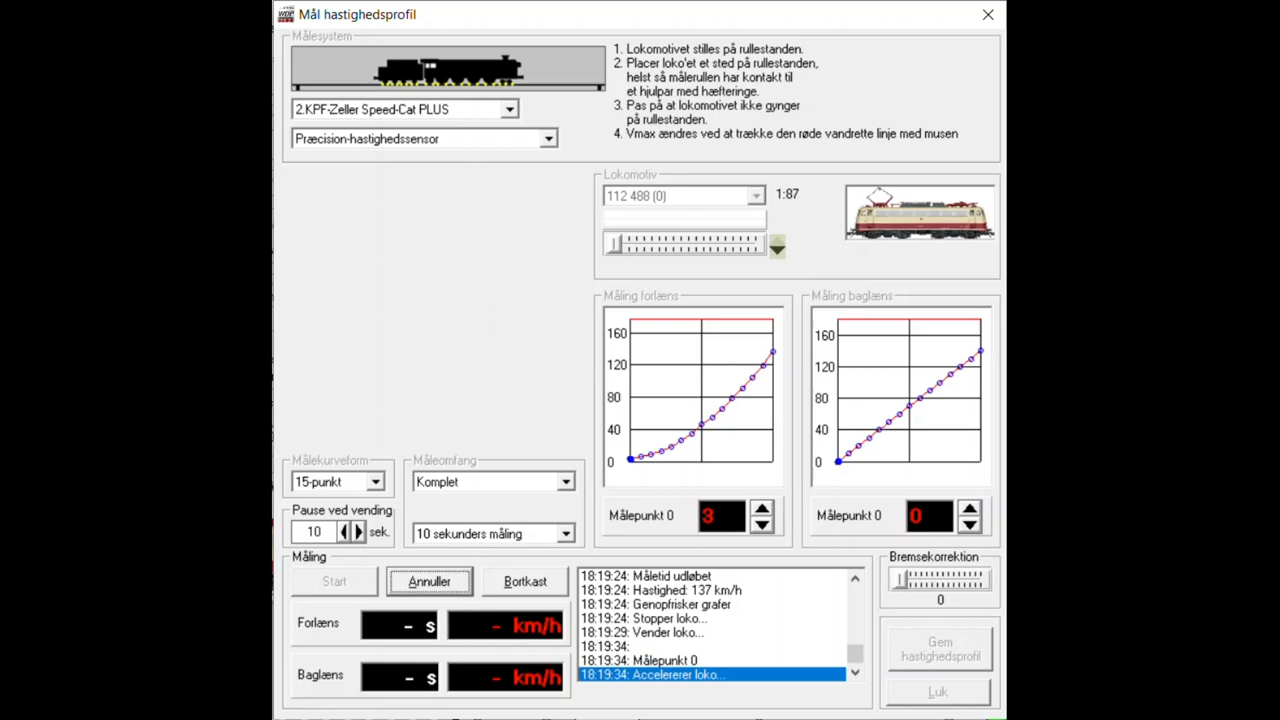 WDP
Mål hastighedsprofil
Målesystem
2.KPF-Zeller Speed-Cat PLUS
Præcision-hastighedssensor
1. Lokomotivet stilles på rullestanden.
2. Placer loko'et et sted på rullestanden,
helst så målerullen har kontakt til
et hjulpar med hæfteringe.
3. Pas på at lokomotivet ikke gynger
på rullestanden.
4. Vmax ændres ved at trække den røde vandrette linje med musen
Lokomotiv
112 488 (0)
1:87
Måling forlæns
160
120
80
40
0
Målepunkt 0
3
Måling baglæns
160
120
80
40
0
Målepunkt 0
0
Målekurveform
15-punkt
Pause ved vending
10
sek.
Måleomfang
Komplet
10 sekunders måling
Måling
Start
Annuller
Bortkast
Forlæns
- s
- km/h
Baglæns
- s
- km/h
18:19:24: Måletid udløbet
18:19:24: Hastighed: 137 km/h
18:19:24: Genopfrisker grafer
18:19:24: Stopper loko...
18:19:29: Vender loko...
18:19:34:
18:19:34: Målepunkt 0
18:19:34: Accelererer loko...
Bremsekorrektion
0
Gem
hastighedsprofil
Luk